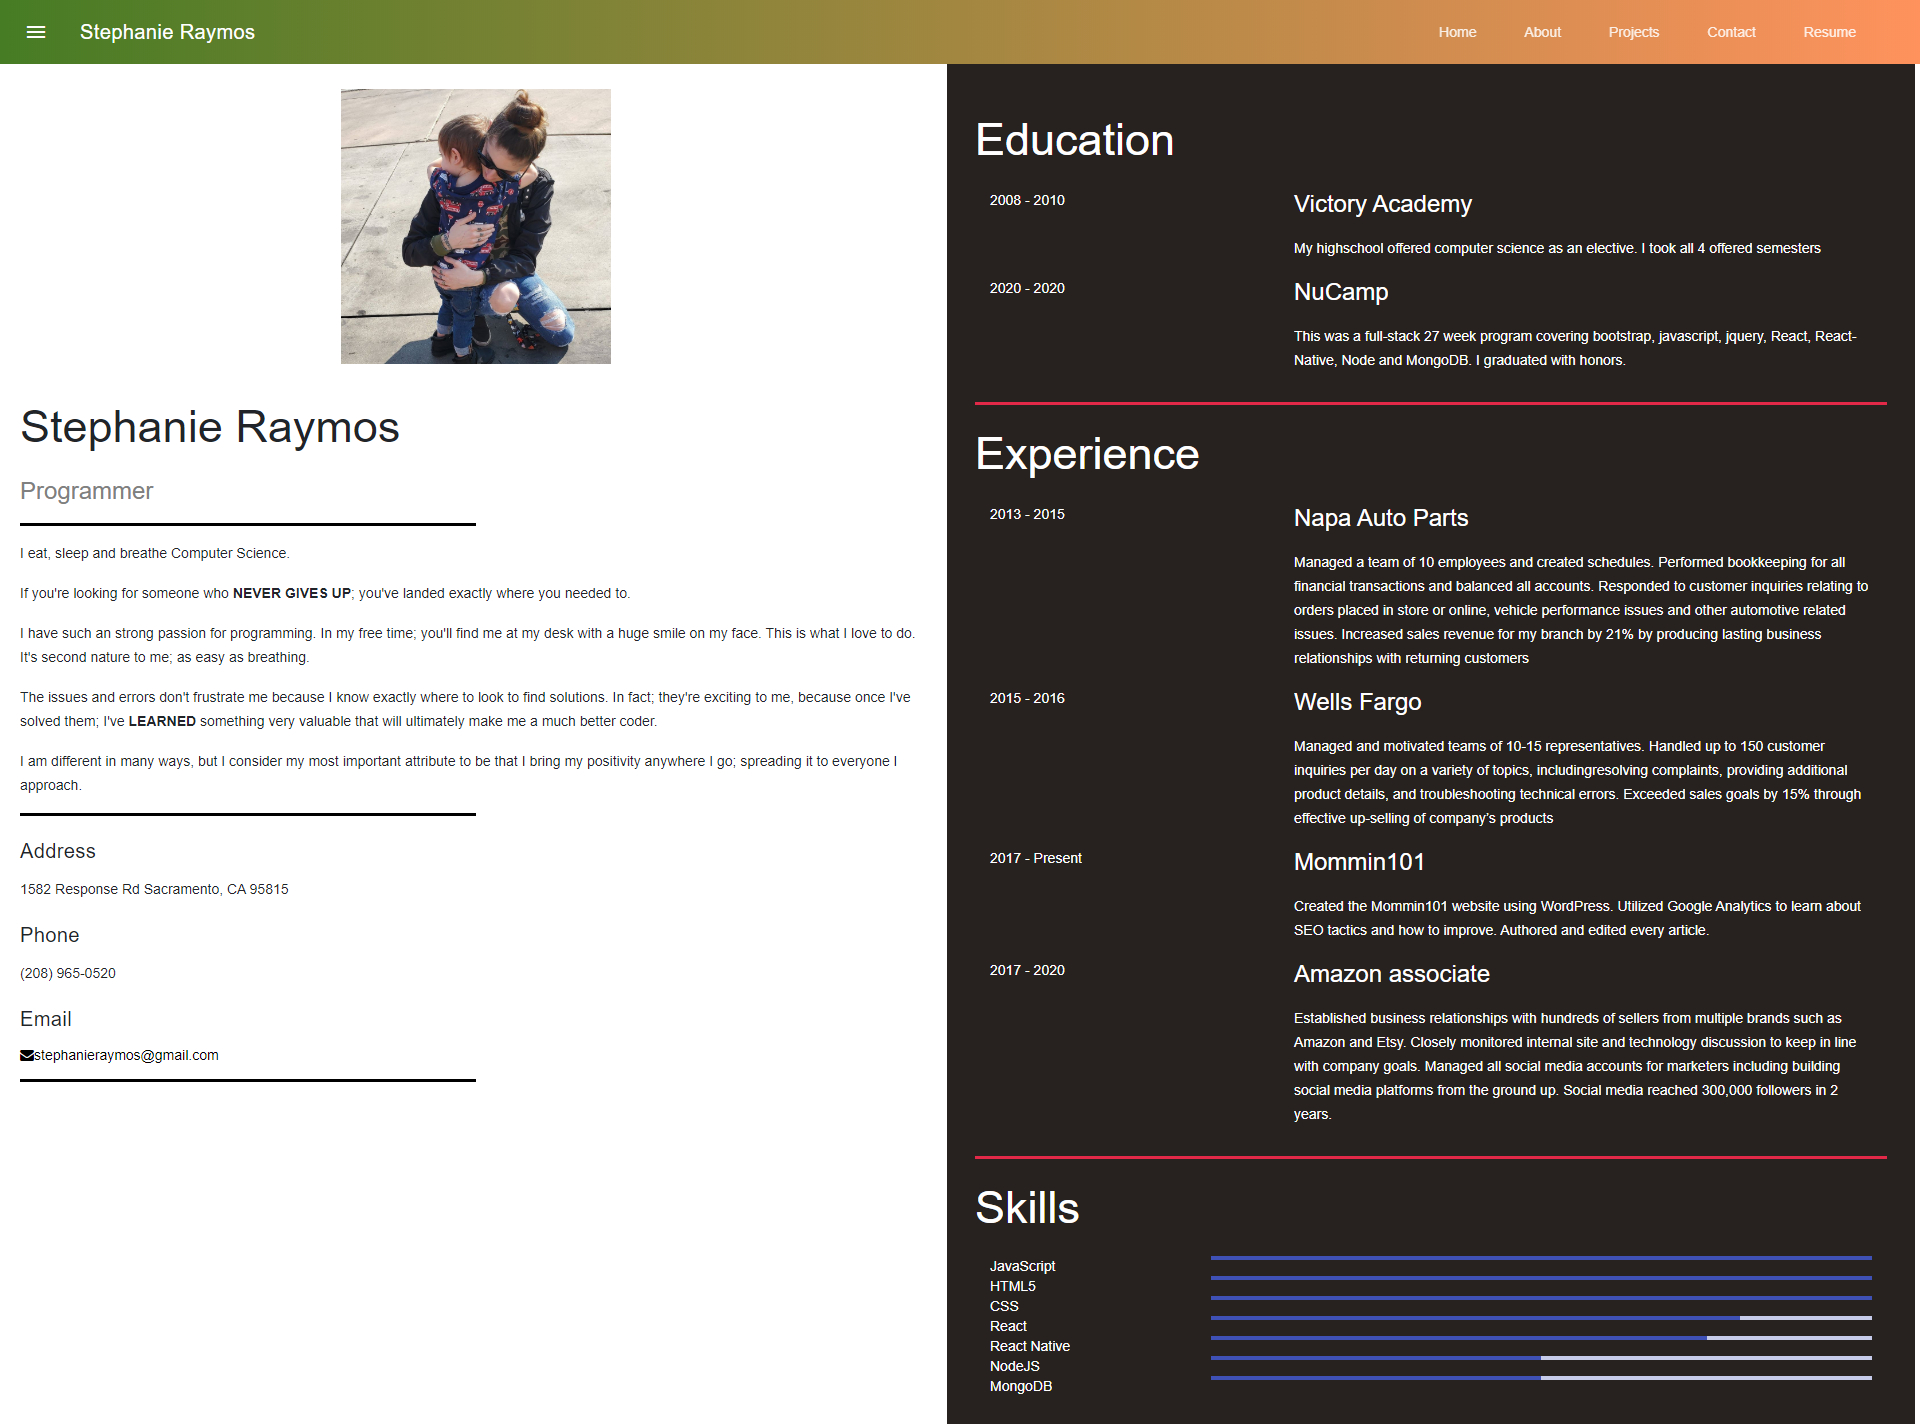 Stephanie Raymos
Home About Projects Contact Resume
Stephanie Raymos
Programmer
I eat, sleep and breathe Computer Science.
If you're looking for someone who NEVER GIVES UP; you've landed exactly where you needed to.
I have such an strong passion for programming. In my free time; you'll find me at my desk with a huge smile on my face. This is what I love to do.
It's second nature to me; as easy as breathing.
The issues and errors don't frustrate me because I know exactly where to look to find solutions. In fact; they're exciting to me, because once I've
solved them; I've LEARNED something very valuable that will ultimately make me a much better coder.
I am different in many ways, but I consider my most important attribute to be that I bring my positivity anywhere I go; spreading it to everyone I
approach.
Address
1582 Response Rd Sacramento, CA 95815
Phone
(208) 965-0520
Email
stephanieraymos@gmail.com
Education
2008 - 2010
Victory Academy
My highschool offered computer science as an elective. I took all 4 offered semesters
2020 - 2020
NuCamp
This was a full-stack 27 week program covering bootstrap, javascript, jquery, React, React-
Native, Node and MongoDB. I graduated with honors.
Experience
2013 - 2015
Napa Auto Parts
Managed a team of 10 employees and created schedules. Performed bookkeeping for all
financial transactions and balanced all accounts. Responded to customer inquiries relating to
orders placed in store or online, vehicle performance issues and other automotive related
issues. Increased sales revenue for my branch by 21% by producing lasting business
relationships with returning customers
2015 - 2016
Wells Fargo
Managed and motivated teams of 10-15 representatives. Handled up to 150 customer
inquiries per day on a variety of topics, includingresolving complaints, providing additional
product details, and troubleshooting technical errors. Exceeded sales goals by 15% through
effective up-selling of company’s products
2017 - Present
Mommin101
Created the Mommin101 website using WordPress. Utilized Google Analytics to learn about
SEO tactics and how to improve. Authored and edited every article.
2017 - 2020
Amazon associate
Established business relationships with hundreds of sellers from multiple brands such as
Amazon and Etsy. Closely monitored internal site and technology discussion to keep in line
with company goals. Managed all social media accounts for marketers including building
social media platforms from the ground up. Social media reached 300,000 followers in 2
years.
Skills
JavaScript
HTML5
CSS
React
React Native
NodeJS
MongoDB